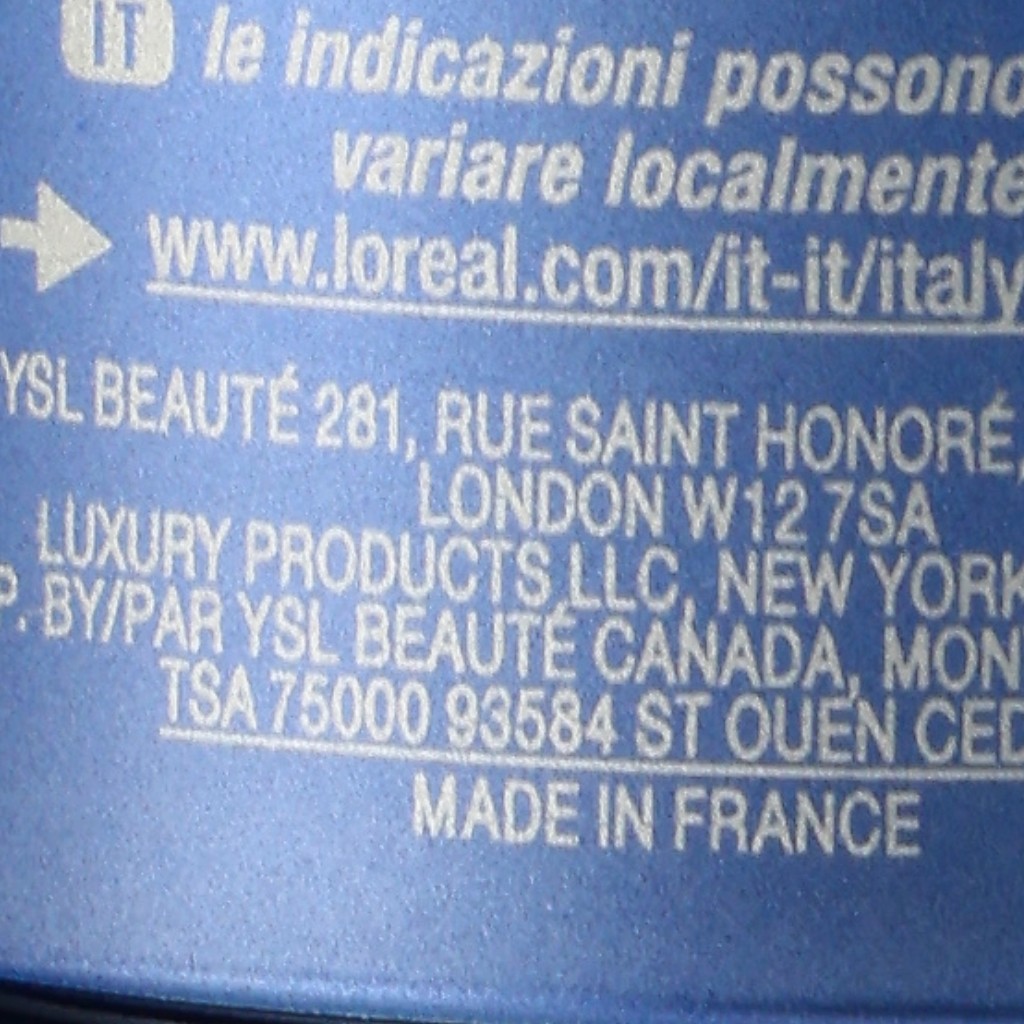 IT le indicazioni possono
variare localmente
www.loreal.com/it-it/italy
YSL BEAUTÉ 281, RUE SAINT HONORÉ,
LONDON W12 7SA
LUXURY PRODUCTS LLC, NEW YORK
P. BY/PAR YSL BEAUTÉ CANADA, MON
TSA 75000 93584 ST OUEN CED
MADE IN FRANCE